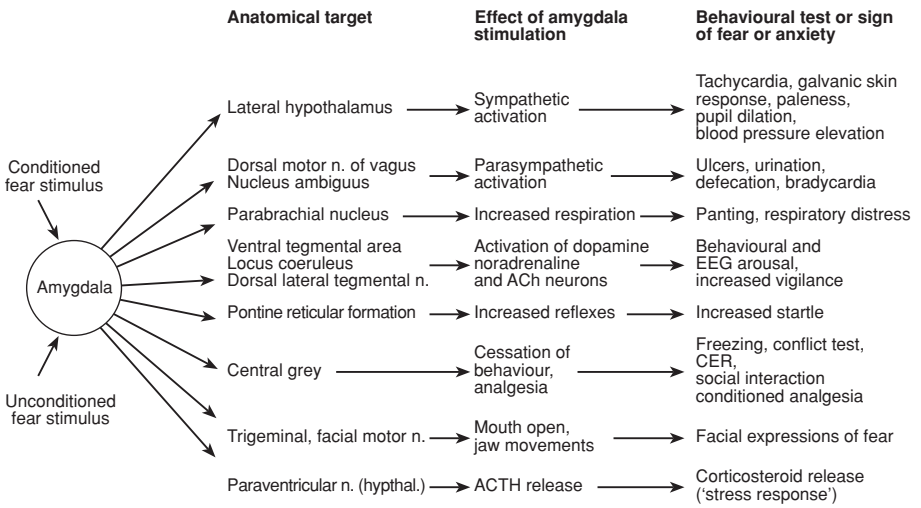 Anatomical target
Effect of amygdala
stimulation
Behavioural test or sign
of fear or anxiety
Conditioned
fear stimulus
Amygdala
Unconditioned
fear stimulus
Lateral hypothalamus
Sympathetic
activation
Tachycardia, galvanic skin
response, paleness,
pupil dilation,
blood pressure elevation
Dorsal motor n. of vagus
Nucleus ambiguus
Parasympathetic
activation
Ulcers, urination,
defecation, bradycardia
Parabrachial nucleus
Increased respiration
Panting, respiratory distress
Ventral tegmental area
Locus coeruleus
Dorsal lateral tegmental n.
Activation of dopamine
noradrenaline
and ACh neurons
Behavioural and
EEG arousal,
increased vigilance
Pontine reticular formation
Increased reflexes
Increased startle
Central grey
Cessation of
behaviour,
analgesia
Freezing, conflict test,
CER,
social interaction
conditioned analgesia
Trigeminal, facial motor n.
Mouth open,
jaw movements
Facial expressions of fear
Paraventricular n. (hypthal.)
ACTH release
Corticosteroid release
(‘stress response’)